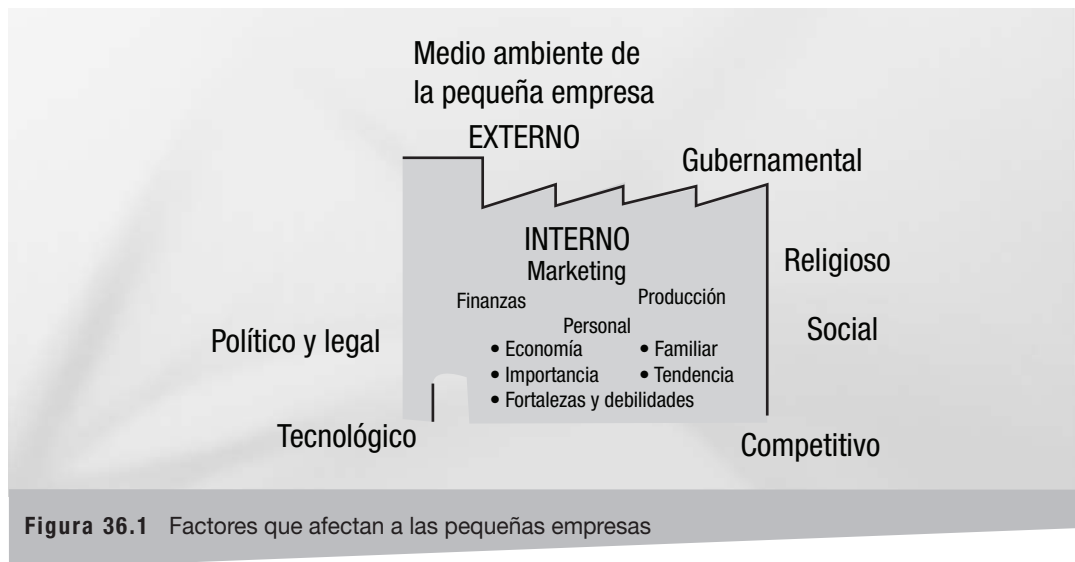 Medio ambiente de
la pequeña empresa
EXTERNO
Gubernamental
INTERNO
Marketing
Religioso
Finanzas
Producción
Personal
Social
Político y legal
• Economía
• Familiar
• Importancia
• Tendencia
• Fortalezas y debilidades
Tecnológico
Competitivo
Figura 36.1 Factores que afectan a las pequeñas empresas